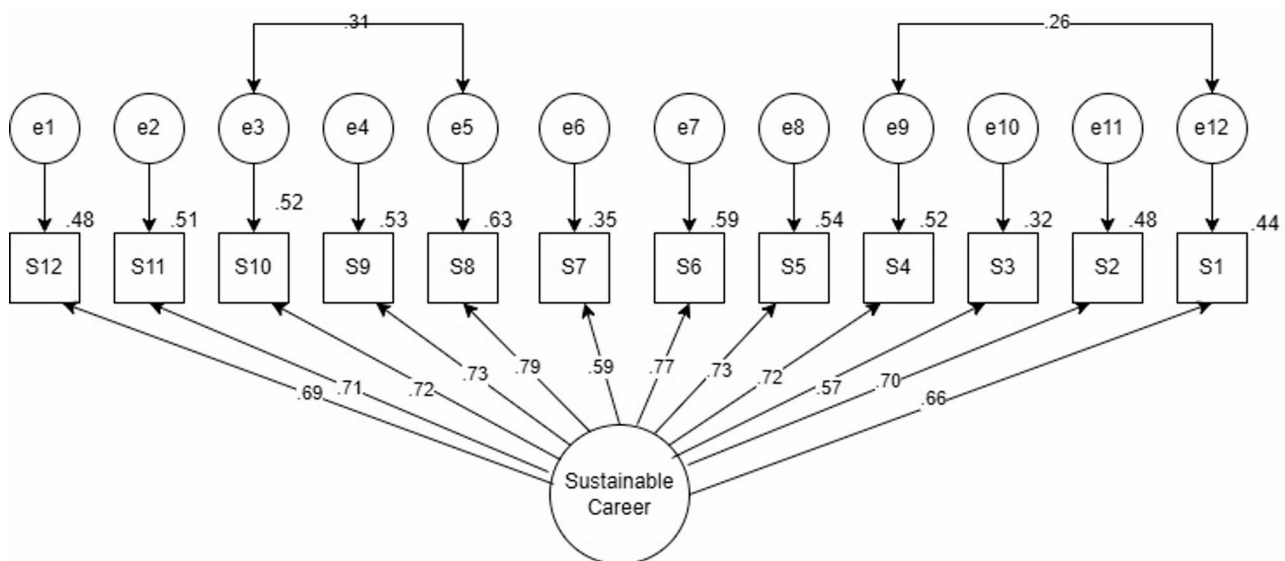 .31 .26
e1 e2 e3 e4 e5 e6 e7 e8 e9 e10 e11 e12
.48 .51 .52 .53 .63 .35 .59 .54 .52 .32 .48 .44
S12 S11 S10 S9 S8 S7 S6 S5 S4 S3 S2 S1
.69 .71 .72 .73 .79 .59 .77 .73 .72 .57 .70 .66
Sustainable
Career